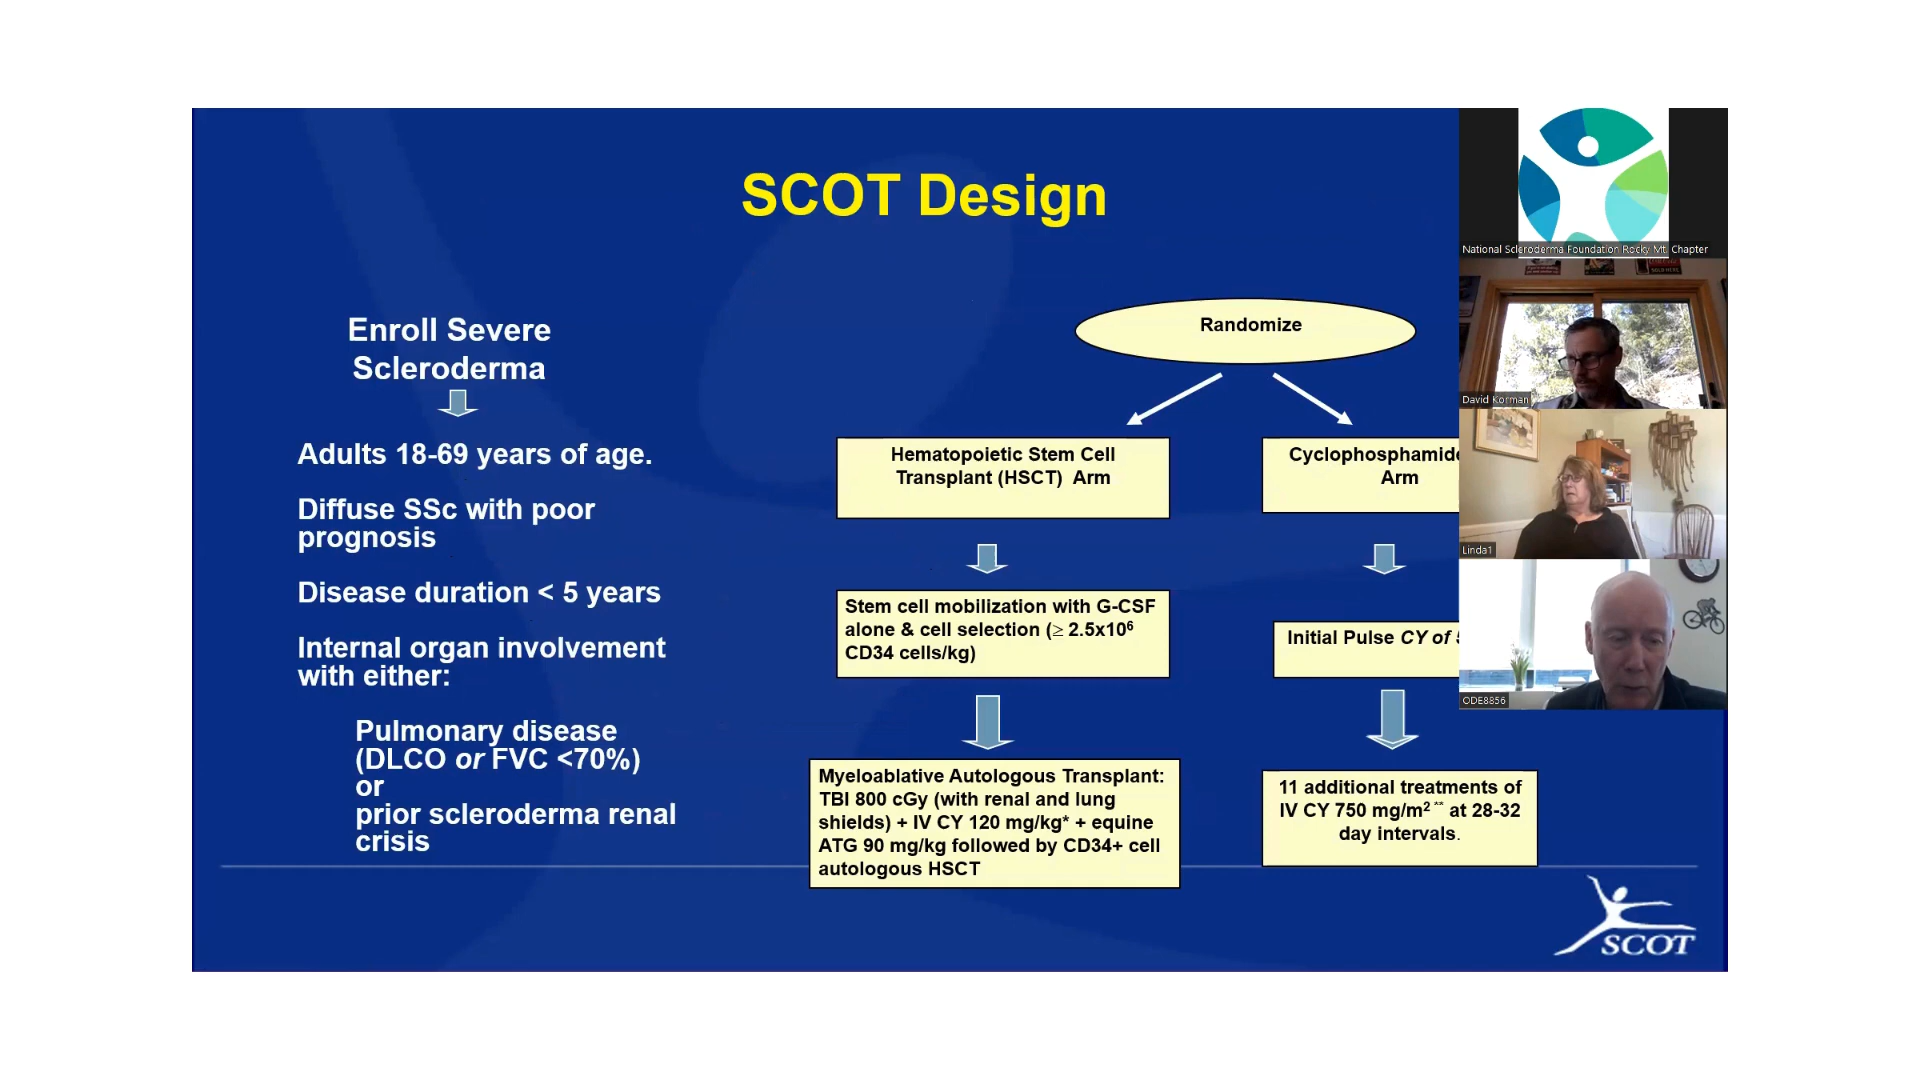 SCOT Design
Enroll Severe
Scleroderma
Adults 18-69 years of age.
Diffuse SSc with poor
prognosis
Disease duration < 5 years
Internal organ involvement
with either:
Pulmonary disease
(DLCO or FVC <70%)
or
prior scleroderma renal
crisis
Randomize
Hematopoietic Stem Cell
Transplant (HSCT) Arm
Stem cell mobilization with G-CSF
alone & cell selection (≥ 2.5x10⁶
CD34 cells/kg)
Myeloablative Autologous Transplant:
TBI 800 cGy (with renal and lung
shields) + IV CY 120 mg/kg* + equine
ATG 90 mg/kg followed by CD34+ cell
autologous HSCT
Cyclophosphamide
Arm
Initial Pulse CY of
11 additional treatments of
IV CY 750 mg/m² ** at 28-32
day intervals.
SCOT
National Scleroderma Foundation Rocky Mt. Chapter
David Korman
Linda1
ODE8856